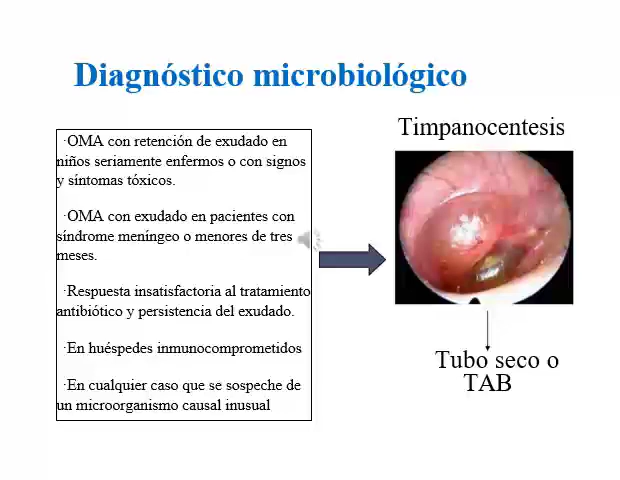 Diagnóstico microbiológico
·OMA con retención de exudado en
niños seriamente enfermos o con signos
y síntomas tóxicos.
·OMA con exudado en pacientes con
síndrome meníngeo o menores de tres
meses.
·Respuesta insatisfactoria al tratamiento
antibiótico y persistencia del exudado.
·En huéspedes inmunocomprometidos
·En cualquier caso que se sospeche de
un microorganismo causal inusual
Timpanocentesis
Tubo seco o
TAB